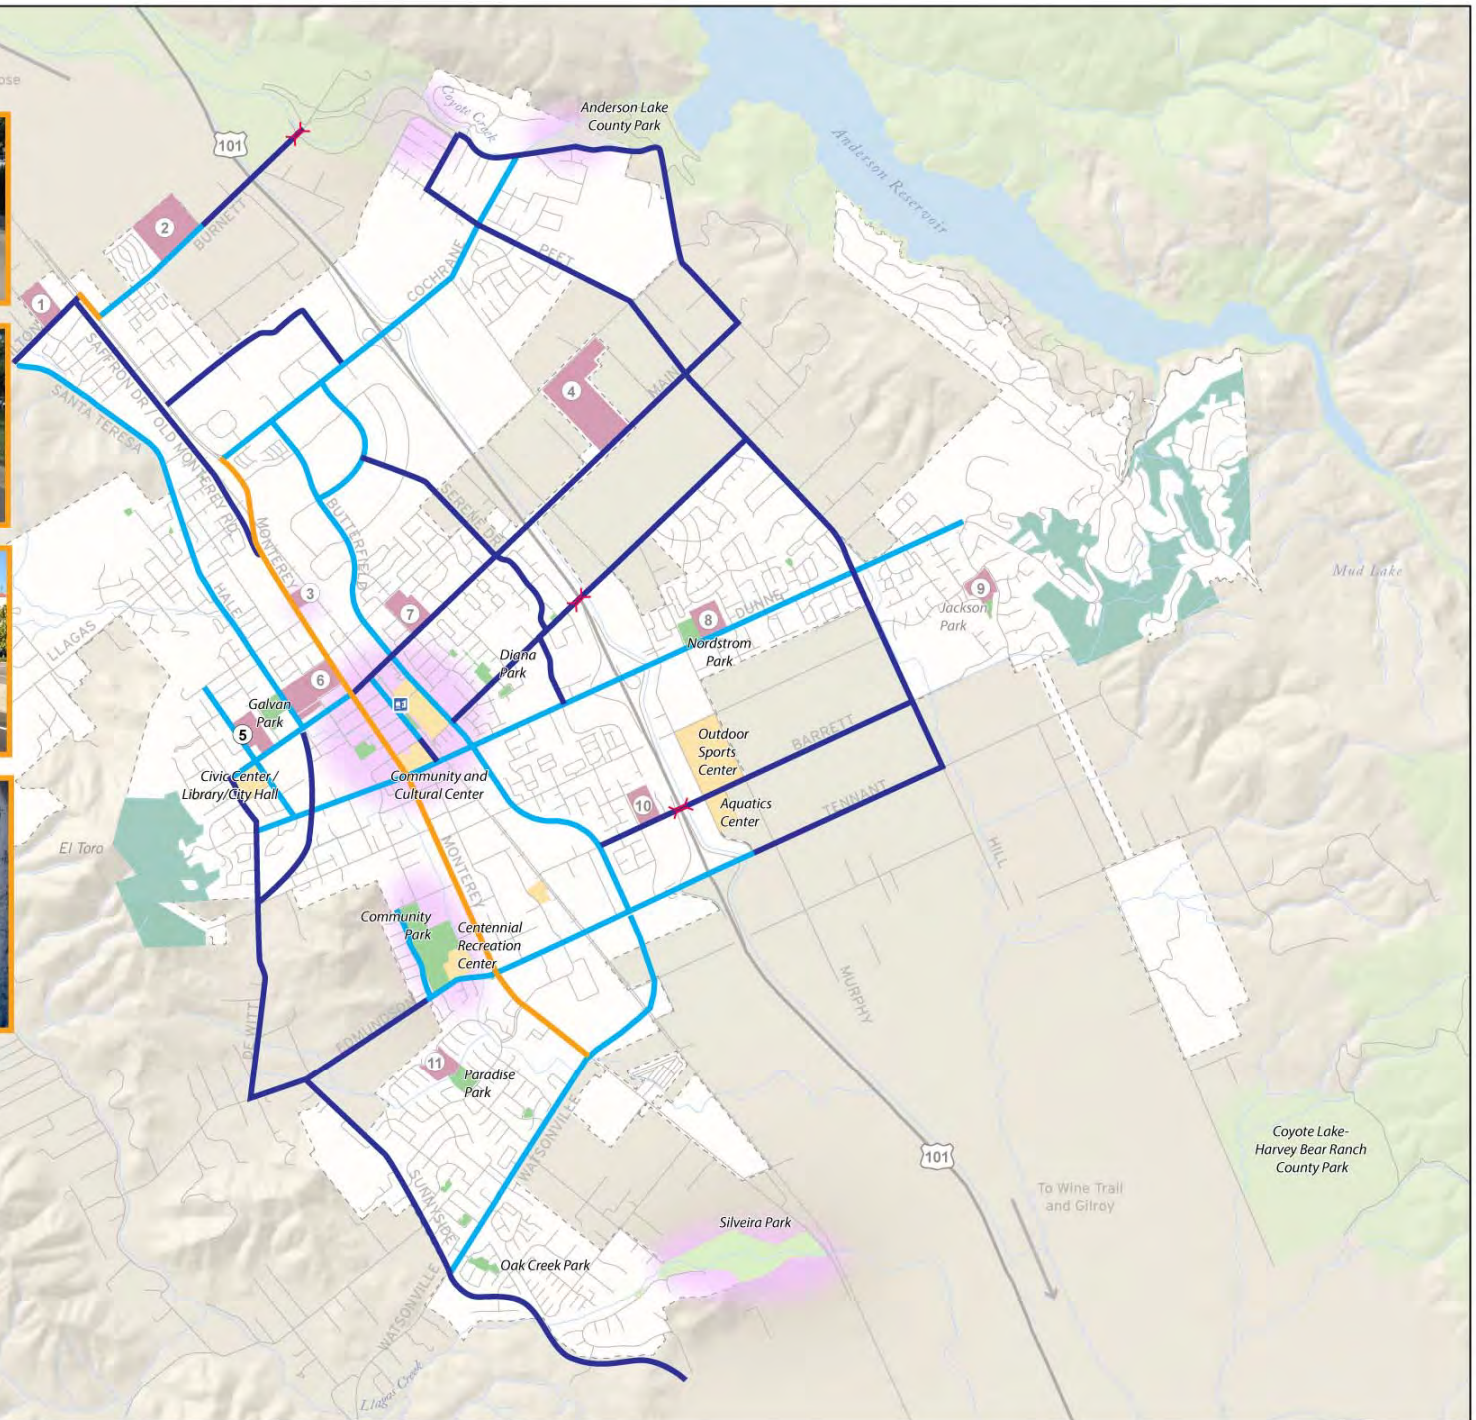 ose
Coyote Creek
Anderson Lake
County Park
101
Anderson Reservoir
2
BURNETT
PEET
COCHRANE
1
SAFFRON DR / OLD MONTEREY RD
SANTA TERESA
4
MAIN
SERENE DR
BUTTERFIELD
MONTEREY
HALE
3
7
LLAGAS
8
DUNNE
9
Jackson
Park
Mud Lake
Nordstrom
Park
Diana
Park
6
Galvan
Park
5
Outdoor
Sports
Center
BARRETT
Civic Center /
Library/City Hall
Community and
Cultural Center
10
Aquatics
Center
TENNANT
El Toro
MONTEREY
HILL
Community
Park
Centennial
Recreation
Center
MURPHY
DE WITT
EDMUNDSON
11
Paradise
Park
WATSONVILLE
101
Coyote Lake-
Harvey Bear Ranch
County Park
To Wine Trail
and Gilroy
SUNNYSIDE
Silveira Park
Oak Creek Park
WATSONVILLE
Llagas Creek